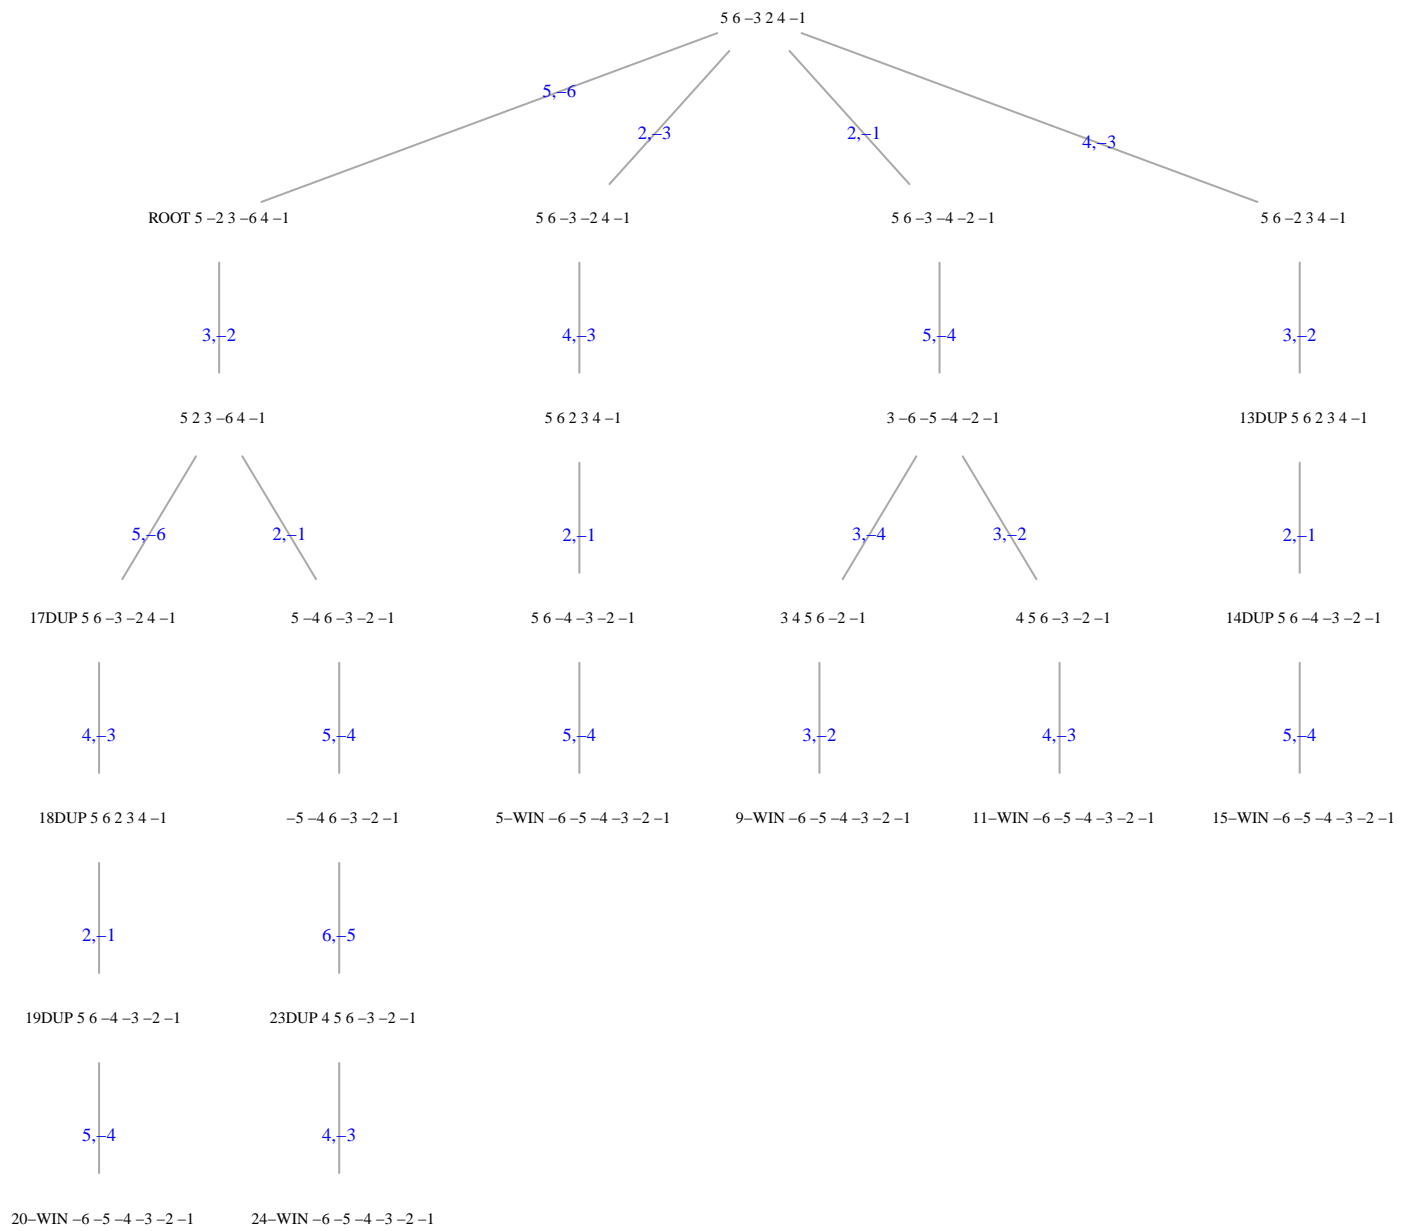 5 6 –3 2 4 –1
5,–6
2,–3
2,–1
4,–3
ROOT 5 –2 3 –6 4 –1
5 6 –3 –2 4 –1
5 6 –3 –4 –2 –1
5 6 –2 3 4 –1
3,–2
4,–3
5,–4
3,–2
5 2 3 –6 4 –1
5 6 2 3 4 –1
3 –6 –5 –4 –2 –1
13DUP 5 6 2 3 4 –1
5,–6
2,–1
2,–1
3,–4
3,–2
2,–1
17DUP 5 6 –3 –2 4 –1
5 –4 6 –3 –2 –1
5 6 –4 –3 –2 –1
3 4 5 6 –2 –1
4 5 6 –3 –2 –1
14DUP 5 6 –4 –3 –2 –1
4,–3
5,–4
5,–4
3,–2
4,–3
5,–4
18DUP 5 6 2 3 4 –1
–5 –4 6 –3 –2 –1
5–WIN –6 –5 –4 –3 –2 –1
9–WIN –6 –5 –4 –3 –2 –1
11–WIN –6 –5 –4 –3 –2 –1
15–WIN –6 –5 –4 –3 –2 –1
2,–1
6,–5
19DUP 5 6 –4 –3 –2 –1
23DUP 4 5 6 –3 –2 –1
5,–4
4,–3
20–WIN –6 –5 –4 –3 –2 –1
24–WIN –6 –5 –4 –3 –2 –1